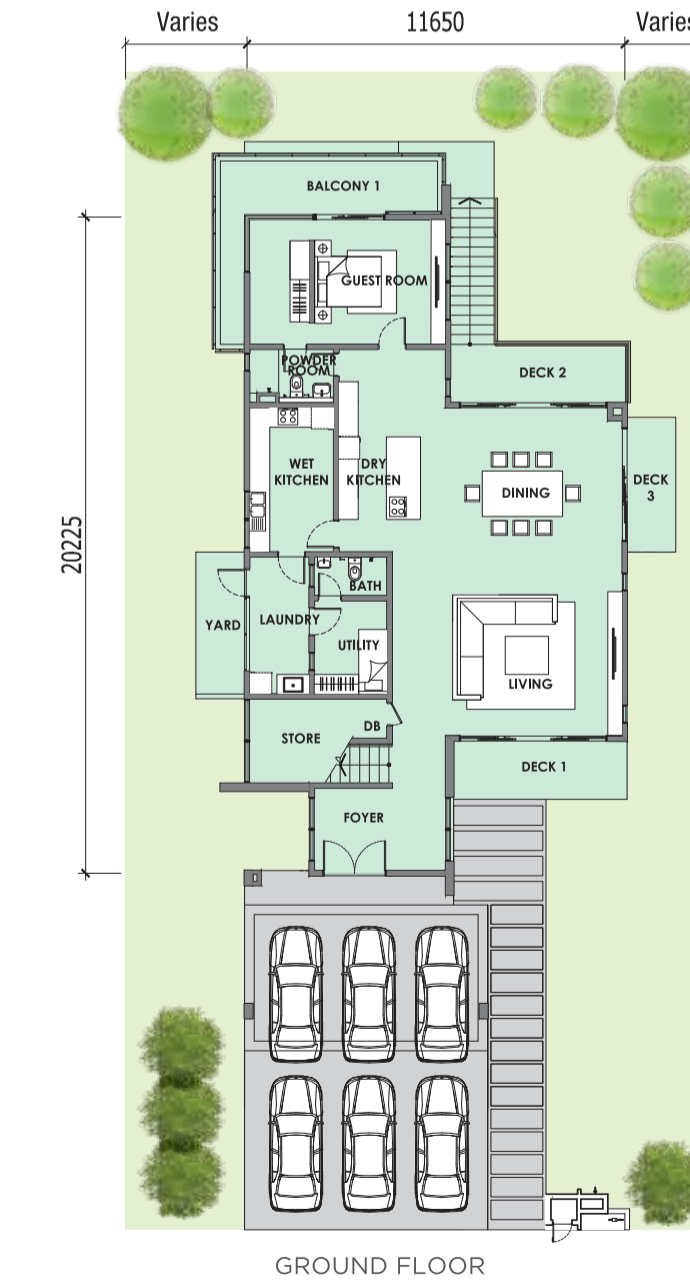 Varies
11650
Varies
20225
BALCONY 1
GUEST ROOM
POWDER
ROOM
DECK 2
WET
KITCHEN
DRY
KITCHEN
DINING
DECK
3
BATH
YARD
LAUNDRY
UTILITY
LIVING
DB
STORE
DECK 1
FOYER
GROUND FLOOR